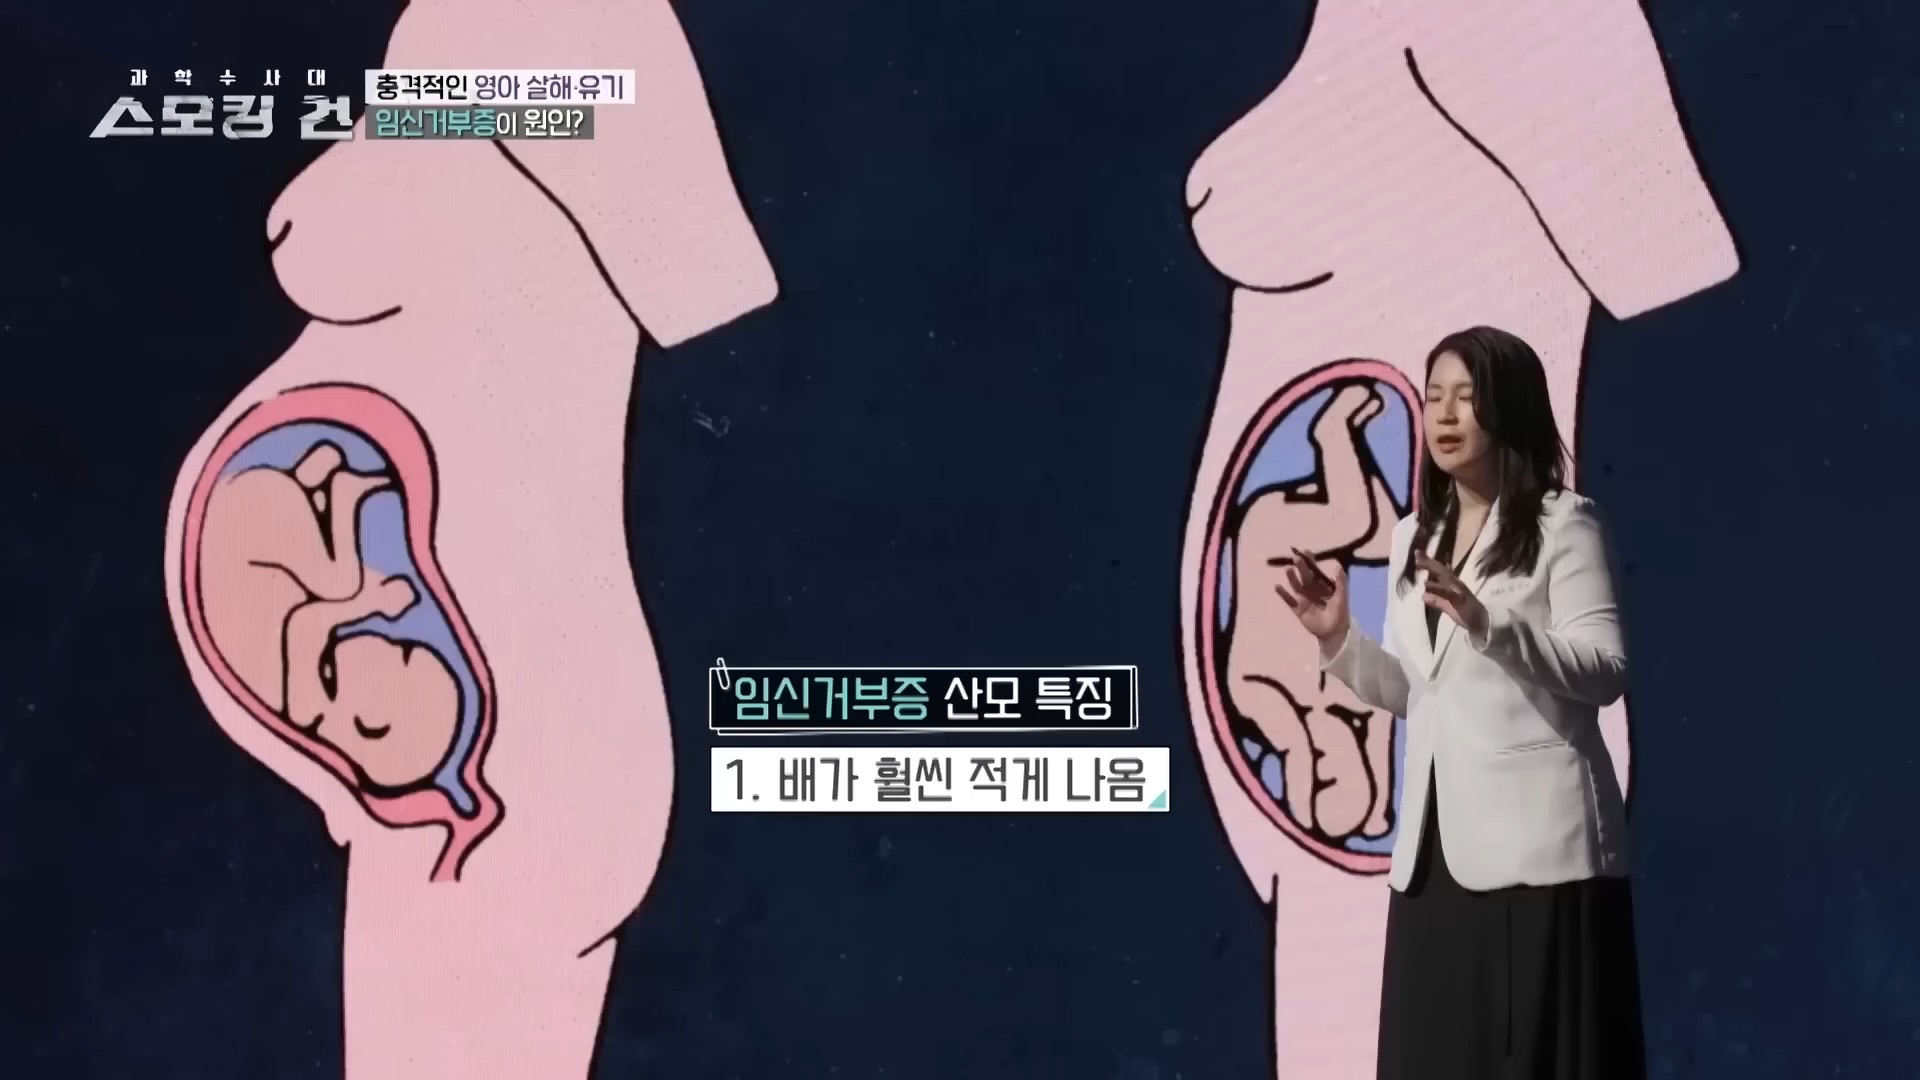 과학수사대
스모킹 건
충격적인 영아 살해·유기
임신거부증이 원인?
임신거부증 산모 특징
1. 배가 훨씬 적게 나옴